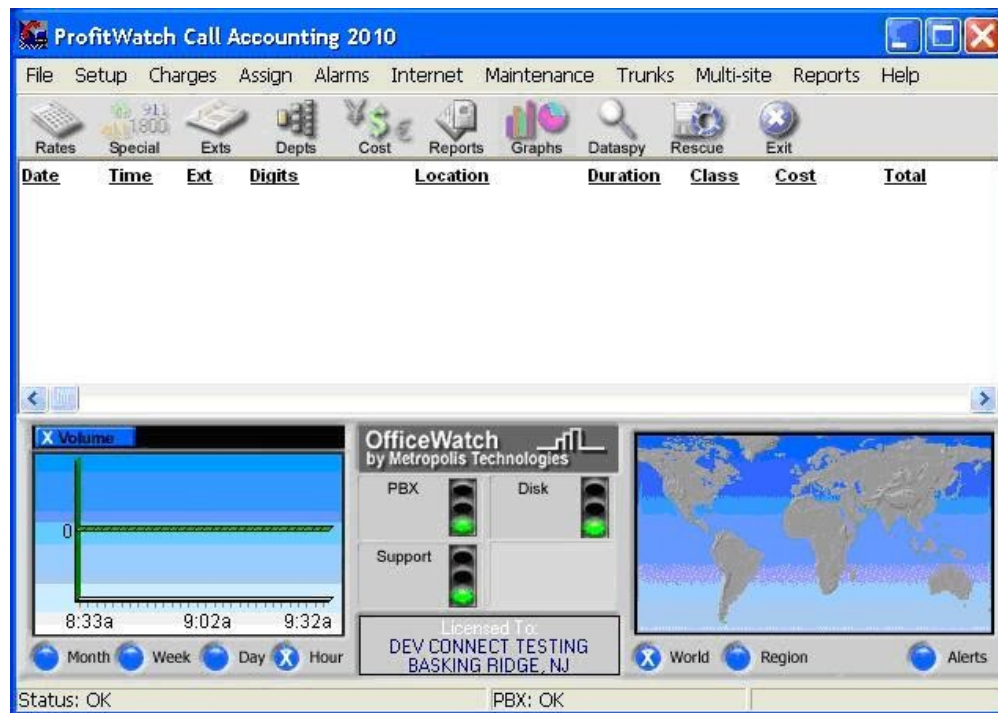 ProfitWatch Call Accounting 2010
File Setup Charges Assign Alarms Internet Maintenance Trunks Multi-site Reports Help
911
1800
Rates Special Exts Depts Cost Reports Graphs Dataspy Rescue Exit
Date Time Ext Digits Location Duration Class Cost Total
X Volume
0
8:33a 9:02a 9:32a
Month Week Day X Hour
OfficeWatch
by Metropolis Technologies
PBX Disk
Support
Licensed To:
DEV CONNECT TESTING
BASKING RIDGE, NJ
X World Region Alerts
Status: OK PBX: OK